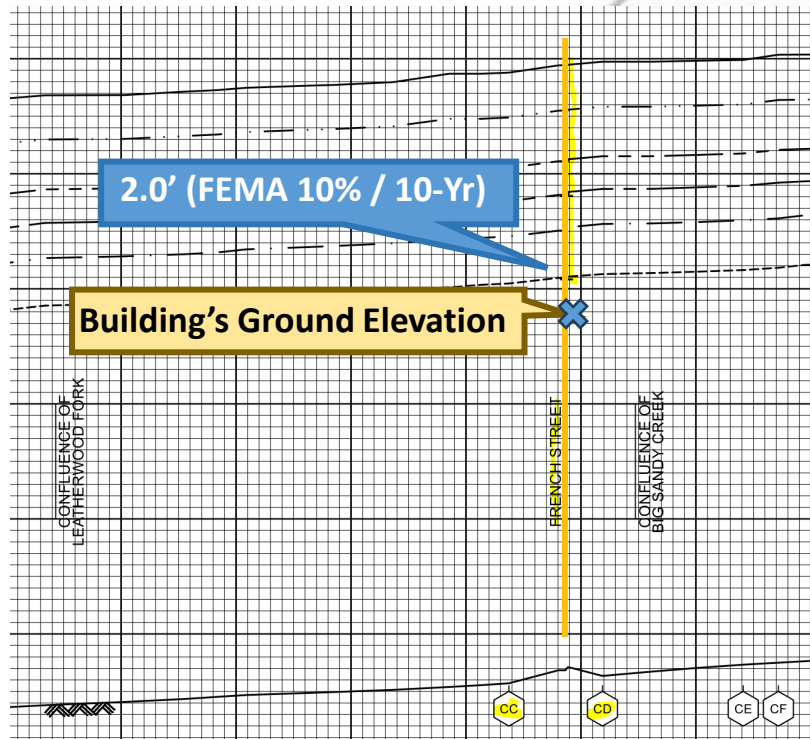 2.0' (FEMA 10% / 10-Yr)
Building's Ground Elevation
CONFLUENCE OF
LEATHERWOOD FORK
FRENCH STREET
CONFLUENCE OF
BIG SANDY CREEK
CC
CD
CE
CF